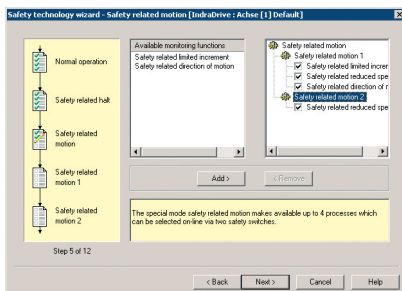 Safety technology wizard - Safety related motion [IndraDrive : Achse [1] Default]
Normal operation
Safety related halt
Safety related
motion
Safety related
motion 1
Safety related
motion 2
Step 5 of 12
Available monitoring functions
Safety related limited increment
Safety related direction of motion
Safety related motion
Safety related motion 1
Safety related limited increr
Safety related reduced spe
Safety related direction of r
Safety related motion 2
Safety related reduced spe
Add >
< Remove
The special mode safety related motion makes available up to 4 processes which
can be selected on-line via two safety switches.
< Back
Next >
Cancel
Help